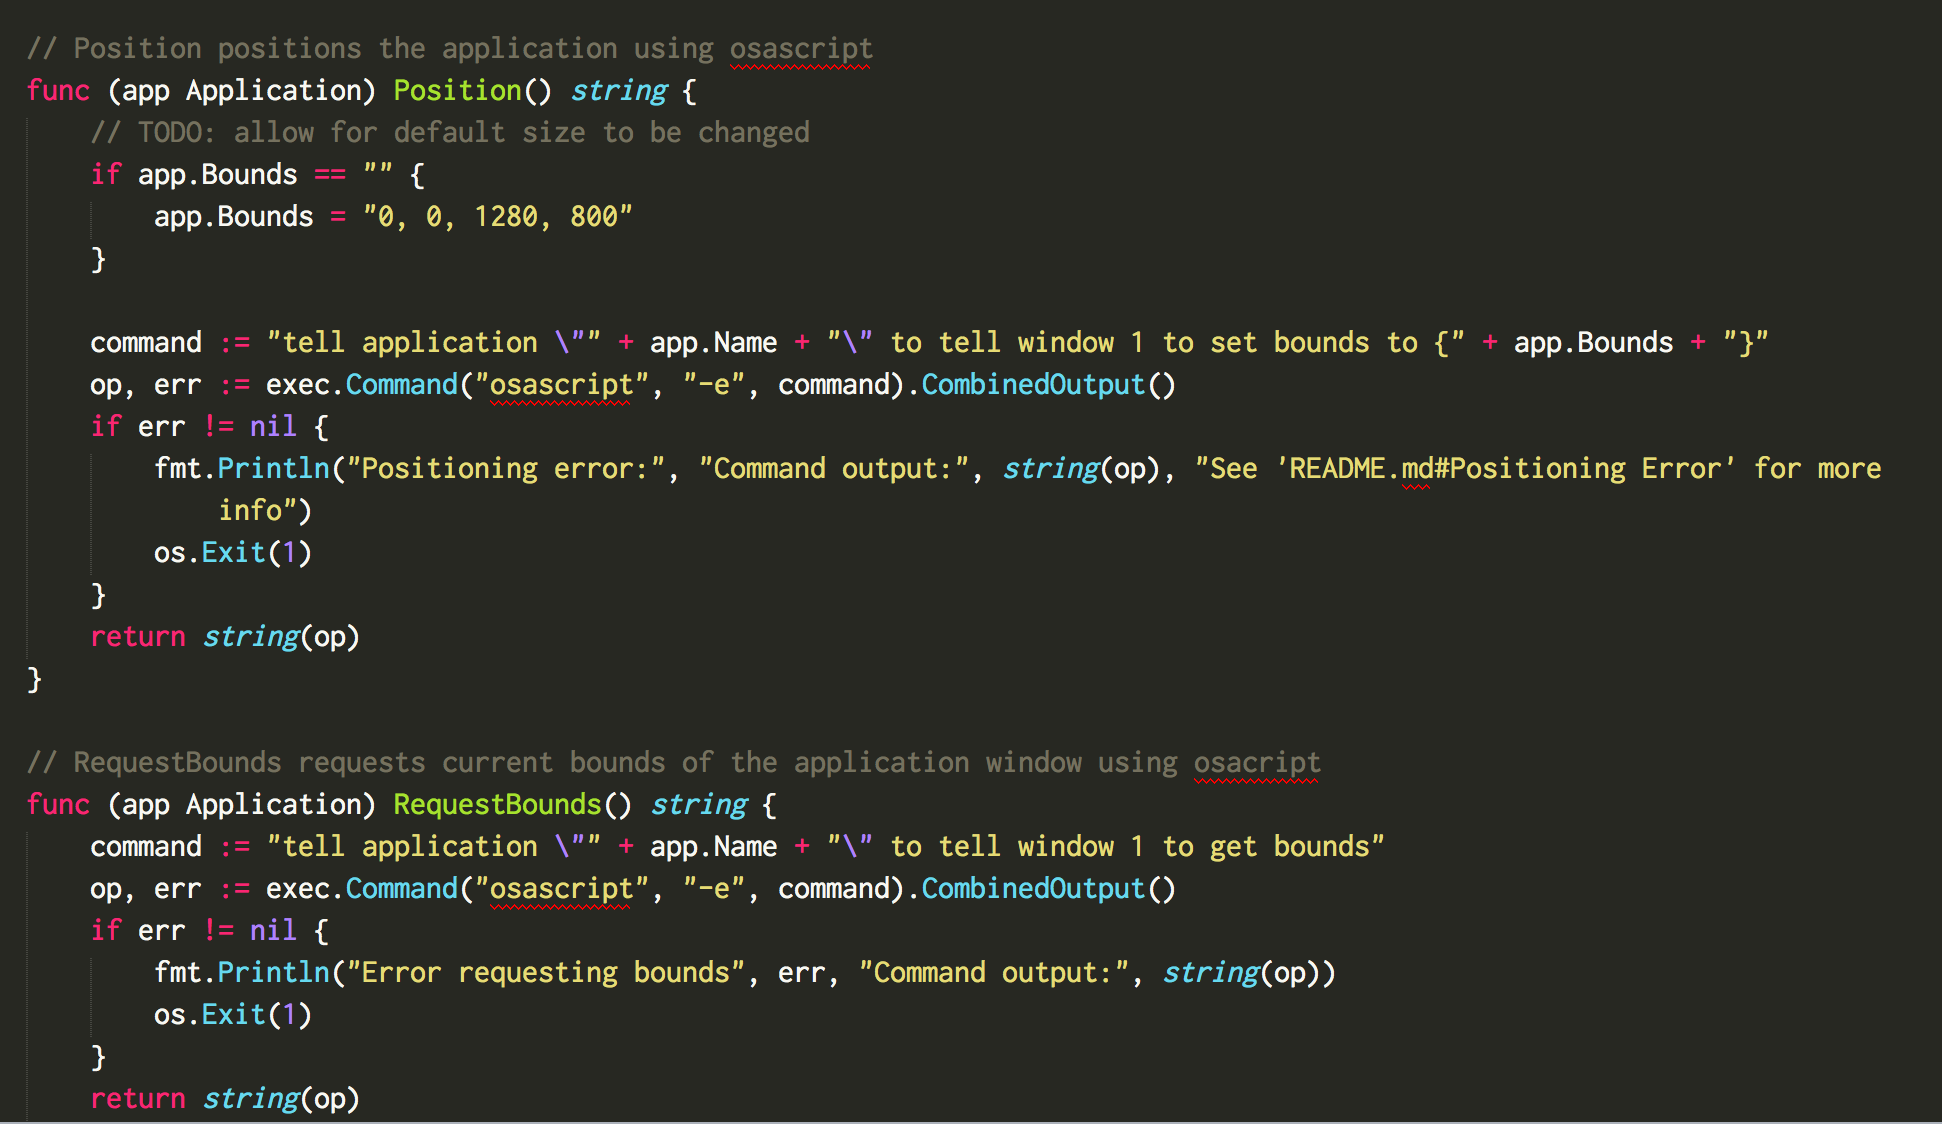 // Position positions the application using osascript
func (app Application) Position() string {
    // TODO: allow for default size to be changed
    if app.Bounds == "" {
        app.Bounds = "0, 0, 1280, 800"
    }
    command := "tell application \"" + app.Name + "\" to tell window 1 to set bounds to {" + app.Bounds + "}"
    op, err := exec.Command("osascript", "-e", command).CombinedOutput()
    if err != nil {
        fmt.Println("Positioning error:", "Command output:", string(op), "See 'README.md#Positioning Error' for more
            info")
        os.Exit(1)
    }
    return string(op)
}
// RequestBounds requests current bounds of the application window using osacript
func (app Application) RequestBounds() string {
    command := "tell application \"" + app.Name + "\" to tell window 1 to get bounds"
    op, err := exec.Command("osascript", "-e", command).CombinedOutput()
    if err != nil {
        fmt.Println("Error requesting bounds", err, "Command output:", string(op))
        os.Exit(1)
    }
    return string(op)